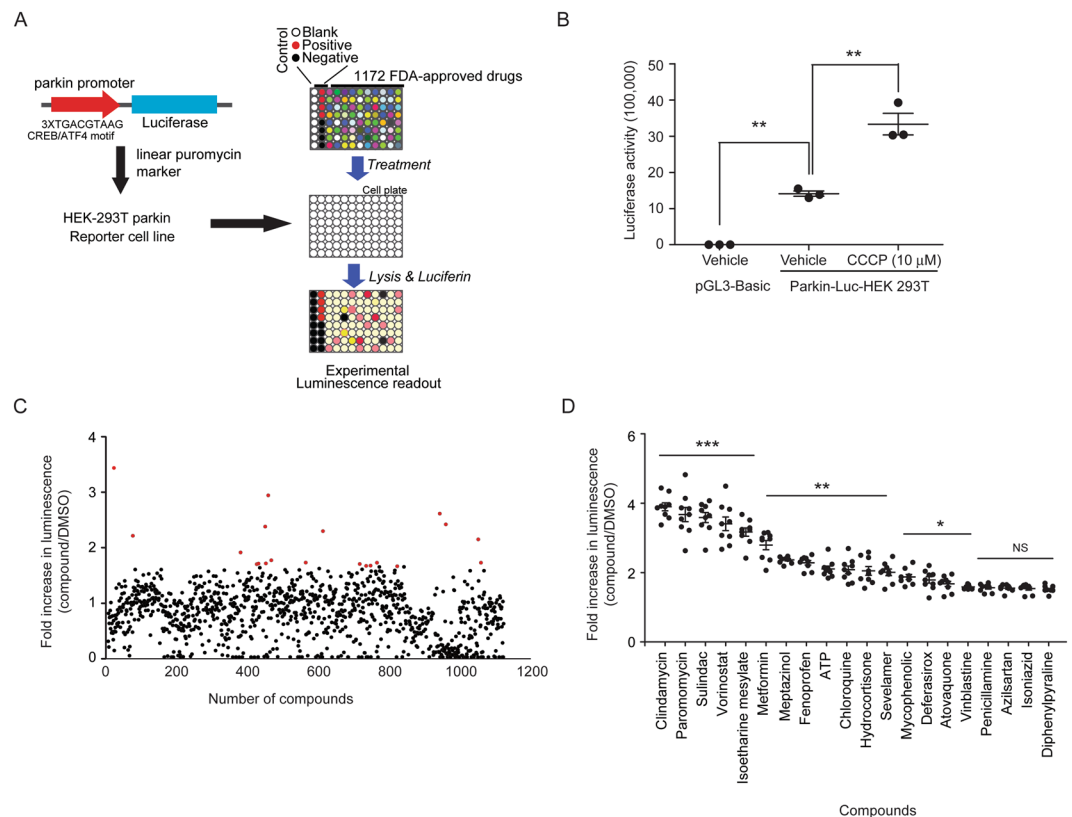 A
Control
Blank
Positive
Negative
1172 FDA-approved drugs
parkin promoter
Luciferase
3XTGACGTAAG
CREB/ATF4 motif
linear puromycin
marker
HEK-293T parkin
Reporter cell line
Treatment
Cell plate
Lysis & Luciferin
Experimental
Luminescence readout
B
Luciferase activity (100,000)
50
40
30
20
10
0
**
**
Vehicle
Vehicle
CCCP (10 µM)
pGL3-Basic
Parkin-Luc-HEK 293T
C
Fold increase in luminescence
(compound/DMSO)
4
3
2
1
0
0 200 400 600 800 1000 1200
Number of compounds
D
Fold increase in luminescence
(compound/DMSO)
6
4
2
0
***
**
*
NS
Clindamycin
Paromomycin
Sulindac
Vorinostat
Isoetharine mesylate
Metformin
Meptazinol
Fenoprofen
ATP
Chloroquine
Hydrocortisone
Sevelamer
Mycophenolic
Deferasirox
Atovaquone
Vinblastine
Penicillamine
Azilsartan
Isoniazid
Diphenylpyraline
Compounds